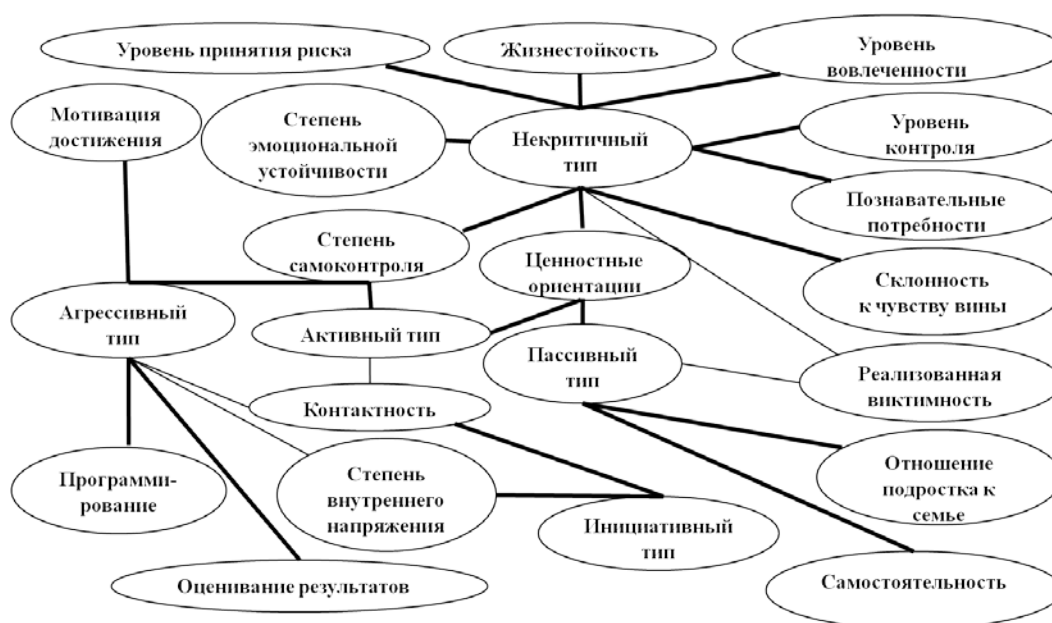 Уровень принятия риска
Жизнестойкость
Уровень
вовлеченности
Мотивация
достижения
Степень
эмоциональной
устойчивости
Некритичный
тип
Уровень
контроля
Познавательные
потребности
Степень
самоконтроля
Ценностные
ориентации
Склонность
к чувству вины
Агрессивный
тип
Активный тип
Пассивный
тип
Реализованная
виктимность
Контактность
Программи-
рование
Степень
внутреннего
напряжения
Инициативный
тип
Отношение
подростка к
семье
Оценивание результатов
Самостоятельность